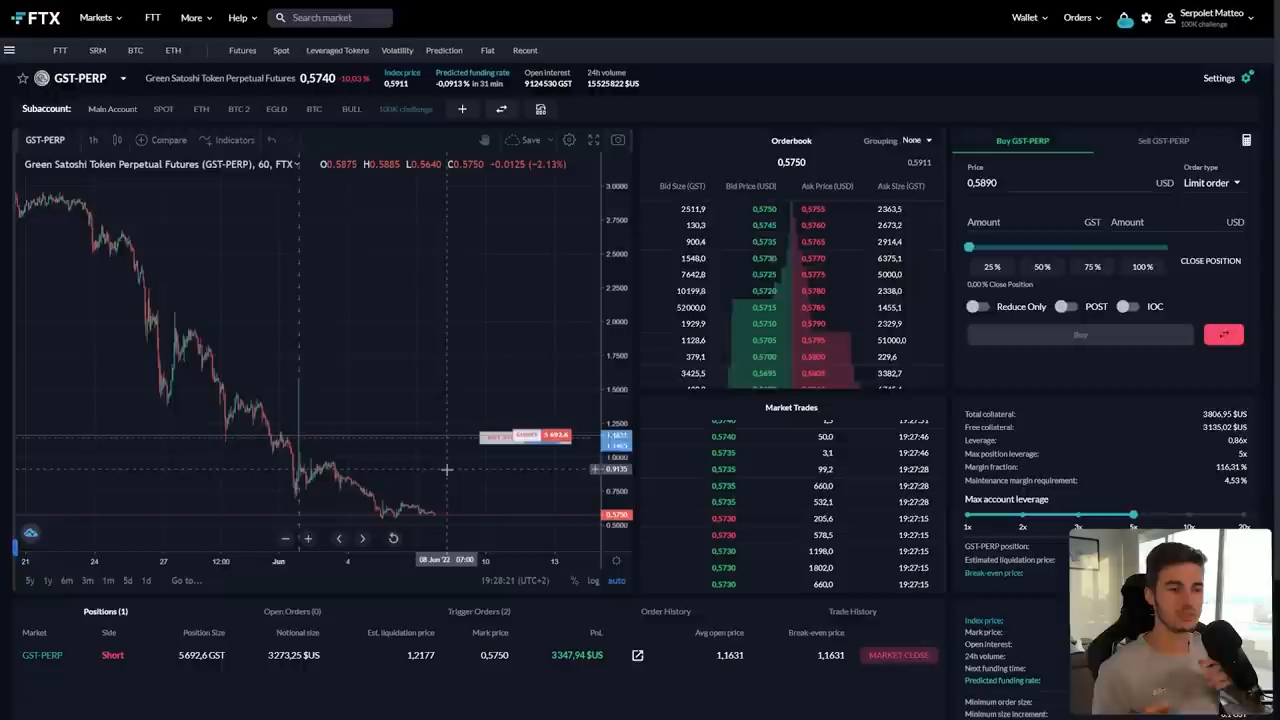 FTX Markets FTT More Help Search market Wallet Orders Serpolet Matteo
100K challenge
FTT SRM BTC ETH Futures Spot Leveraged Tokens Volatility Prediction Fiat Recent
GST-PERP Green Satoshi Token Perpetual Futures 0,5740 -10,03 % Index price Predicted funding rate Open interest 24h volume Settings
0,5911 -0,0913 % in 31 min 9 124 530 GST 15 525 822 $US
Subaccount: Main Account SPOT ETH BTC 2 EGLD BTC BULL 100K challenge
GST-PERP 1h Compare Indicators Save
Green Satoshi Token Perpetual Futures (GST-PERP), 60, FTX O0.5875 H0.5885 L0.5640 C0.5750 -0.0125 (-2.13%)
3.0000
2.7500
2.5000
2.2500
2.0000
1.7500
1.5000
1.2500
5 692,6
1.0000
0.9135
0.7500
0.5750
0.5000
21 24 27 12:00 Jun 4 08 Jun '22 07:00 10 13
5y 1y 6m 3m 1m 5d 1d Go to... 19:28:21 (UTC+2) % log auto
Orderbook Grouping None
0,5750 0,5911
Bid Size (GST) Bid Price (USD) Ask Price (USD) Ask Size (GST)
2511,9 0,5750 0,5755 2363,5
130,3 0,5745 0,5760 2673,2
900,4 0,5735 0,5765 2914,4
1548,0 0,5730 0,5770 6375,1
7642,8 0,5725 0,5775 5000,0
10199,8 0,5720 0,5780 2338,0
52000,0 0,5715 0,5785 1455,1
1929,9 0,5710 0,5790 2329,9
1128,6 0,5705 0,5795 51000,0
379,1 0,5700 0,5800 229,6
3425,5 0,5695 0,5805 3382,7
Market Trades
0,5740 50,0 19:27:46
0,5735 3,1 19:27:46
0,5735 99,2 19:27:28
0,5735 660,0 19:27:28
0,5735 532,1 19:27:28
0,5730 205,6 19:27:15
0,5730 578,5 19:27:15
0,5730 1198,0 19:27:15
0,5730 1802,0 19:27:15
0,5730 660,0 19:27:15
Buy GST-PERP Sell GST-PERP
Price Order type
0,5890 USD Limit order
Amount GST Amount USD
25 % 50 % 75 % 100 % CLOSE POSITION
0,00 % Close Position
Reduce Only POST IOC
Buy
Total collateral: 3806,95 $US
Free collateral: 3135,02 $US
Leverage: 0,86x
Max position leverage: 5x
Margin fraction: 116,31 %
Maintenance margin requirement: 4,53 %
Max account leverage
1x 2x 3x 5x 10x 20x
GST-PERP position:
Estimated liquidation price:
Break-even price:
Index price:
Mark price:
Open interest:
24h volume:
Next funding time:
Predicted funding rate:
Minimum order size:
Minimum size increment: 0.1 GST
Positions (1) Open Orders (0) Trigger Orders (2) Order History Trade History
Market Side Position Size Notional size Est. liquidation price Mark price PnL Avg open price Break-even price
GST-PERP Short 5 692,6 GST 3 273,25 $US 1,2177 0,5750 3347,94 $US 1,1631 1,1631 MARKET CLOSE